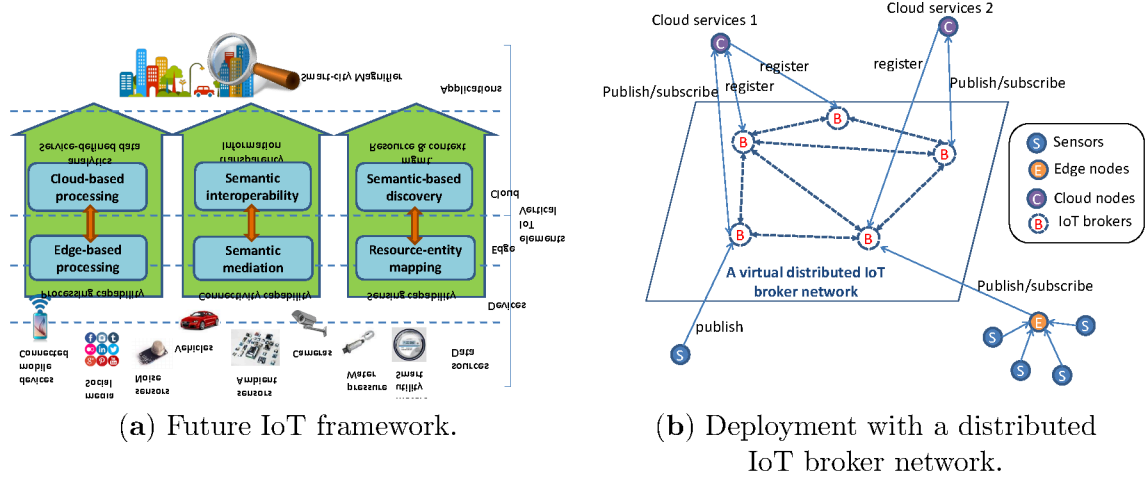 Smart-city Magnifier
Applications
Service-defined data
analytics
Information
transparency
Resource & context
mgmt.
Cloud-based
processing
Semantic
interoperability
Semantic-based
discovery
Cloud
Vertical
IoT
elements
Edge
Edge-based
processing
Semantic
mediation
Resource-entity
mapping
Processing capability
Connectivity capability
Sensing capability
Devices
Connected
mobile
devices
Social
media
Noise
sensors
Vehicles
Ambient
sensors
Cameras
Water
pressure
Smart
utility
Data
sources
(a) Future IoT framework.
Cloud services 1
Cloud services 2
C
C
register
register
register
Publish/subscribe
Publish/subscribe
B
B
B
B
B
A virtual distributed IoT
broker network
Publish/subscribe
publish
S
E
S
S
S
S
S Sensors
E Edge nodes
C Cloud nodes
B IoT brokers
(b) Deployment with a distributed
IoT broker network.